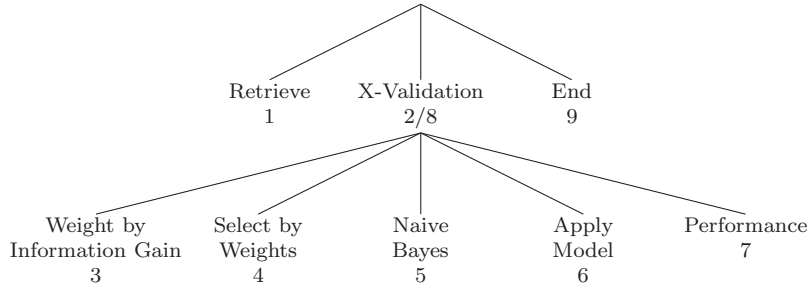 Retrieve
1
X-Validation
2/8
End
9
Weight by
Information Gain
3
Select by
Weights
4
Naive
Bayes
5
Apply
Model
6
Performance
7